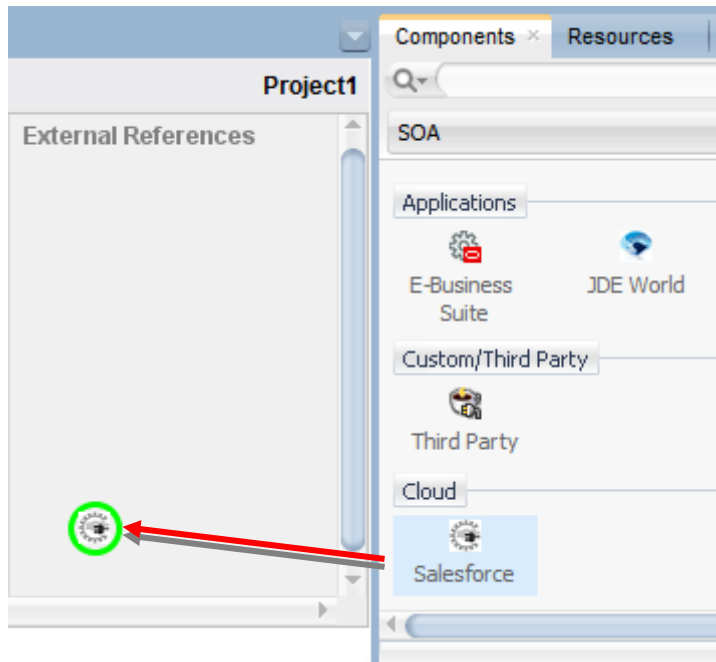 Components
Resources
Project1
External References
SOA
Applications
E-Business
Suite
JDE World
Custom/Third Party
Third Party
Cloud
Salesforce